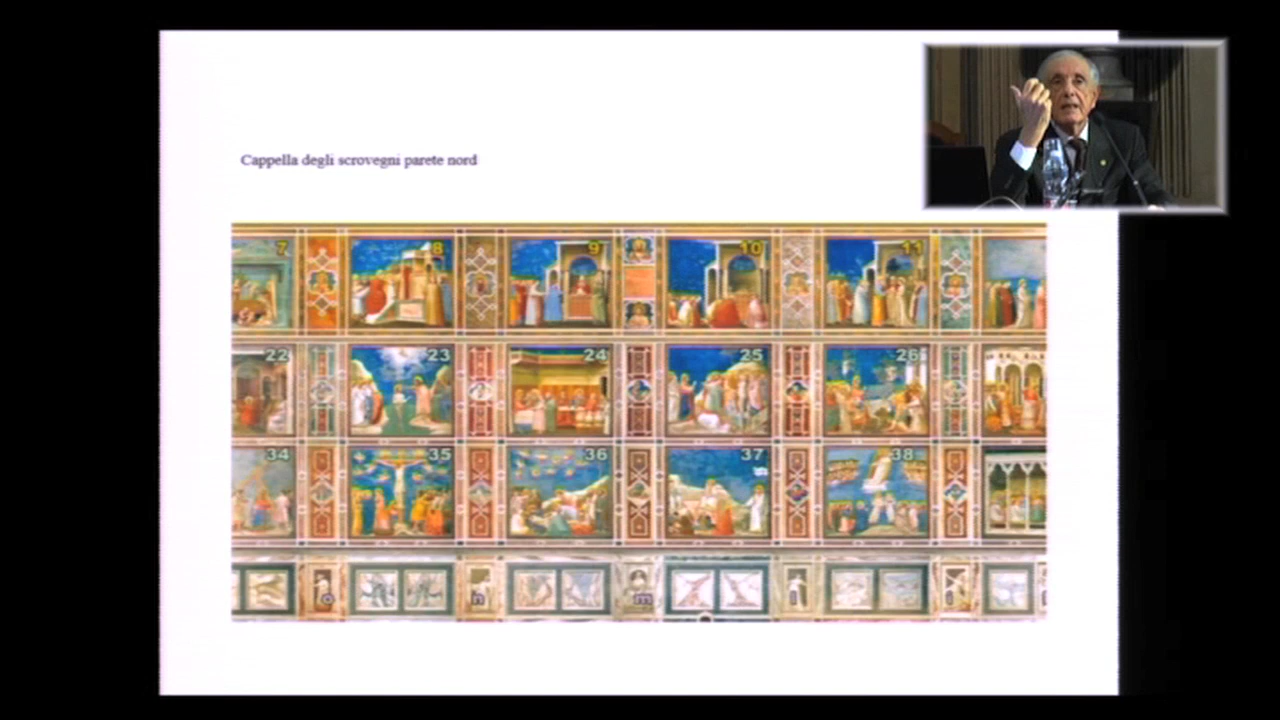 Cappella degli scrovegni parete nord
7 8 9 10 11
22 23 24 25 26
34 35 36 37 38
n m